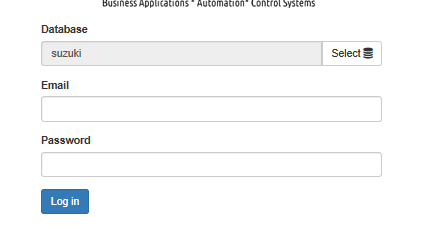 Business Applications * Automation* Control Systems
Database
suzuki
Select
Email
Password
Log in